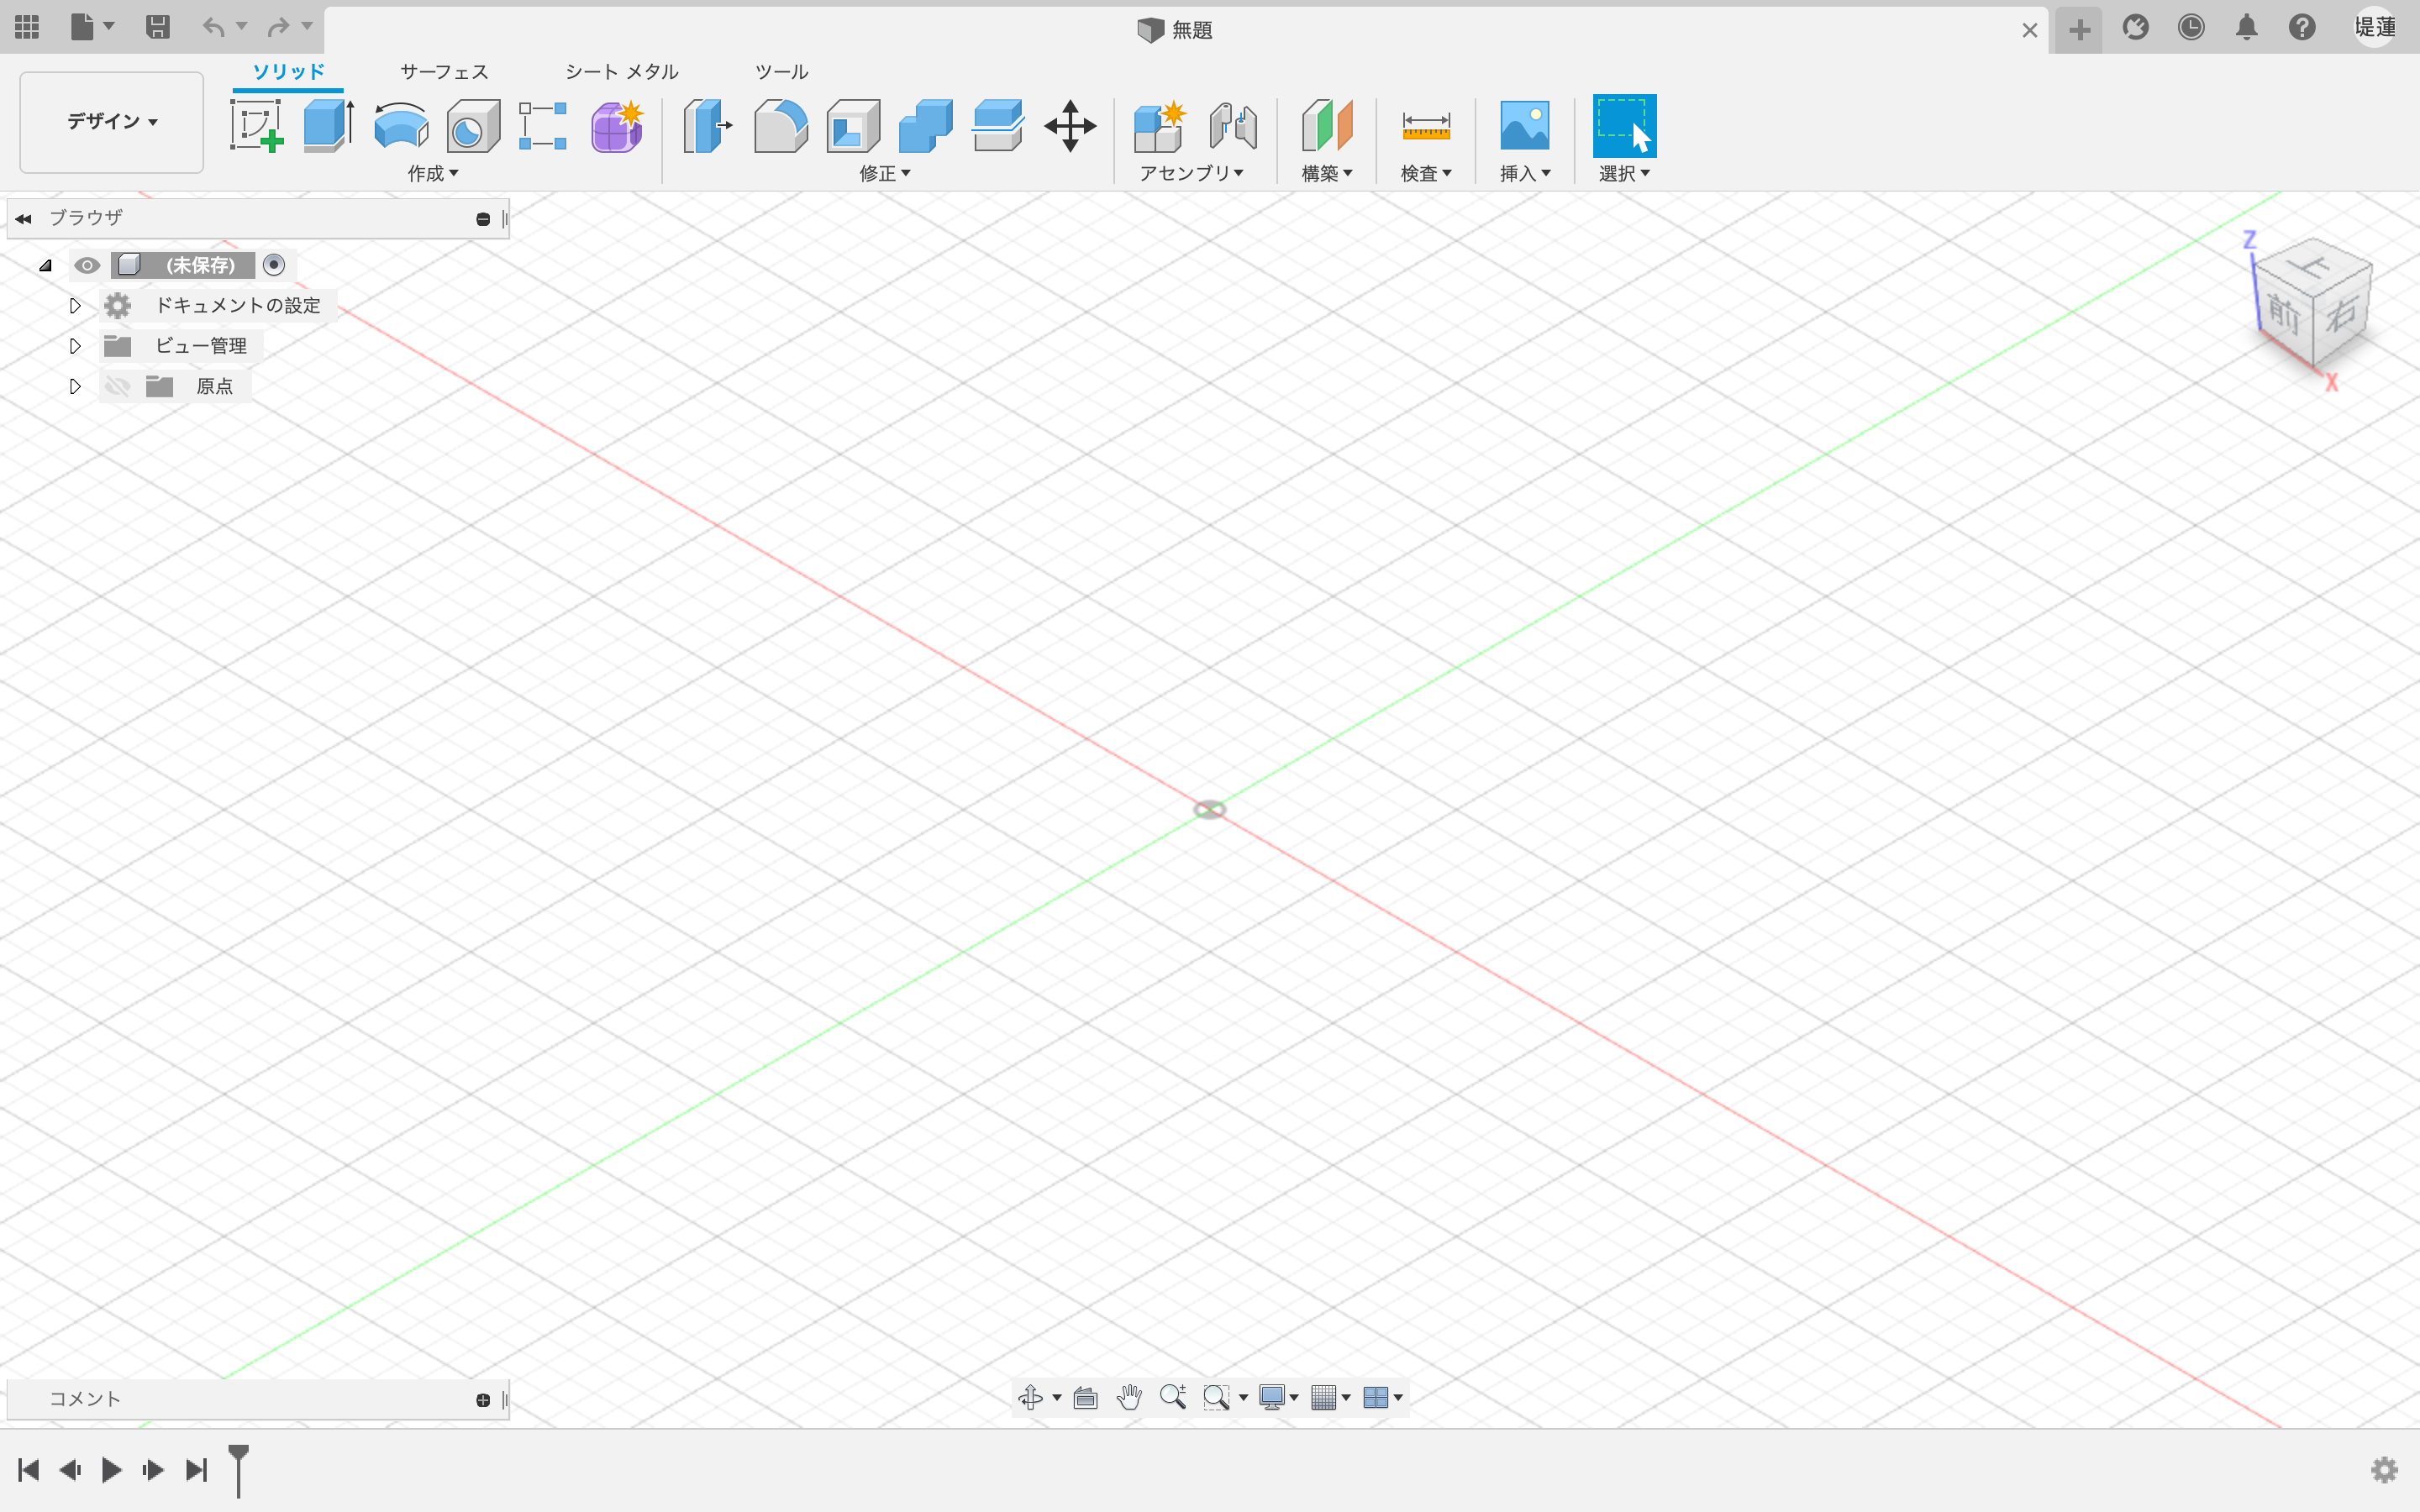 無題
堤蓮
ソリッド サーフェス シート メタル ツール
デザイン
作成 修正 アセンブリ 構築 検査 挿入 選択
ブラウザ
(未保存)
ドキュメントの設定
ビュー管理
原点
Z
上
前 右
X
コメント